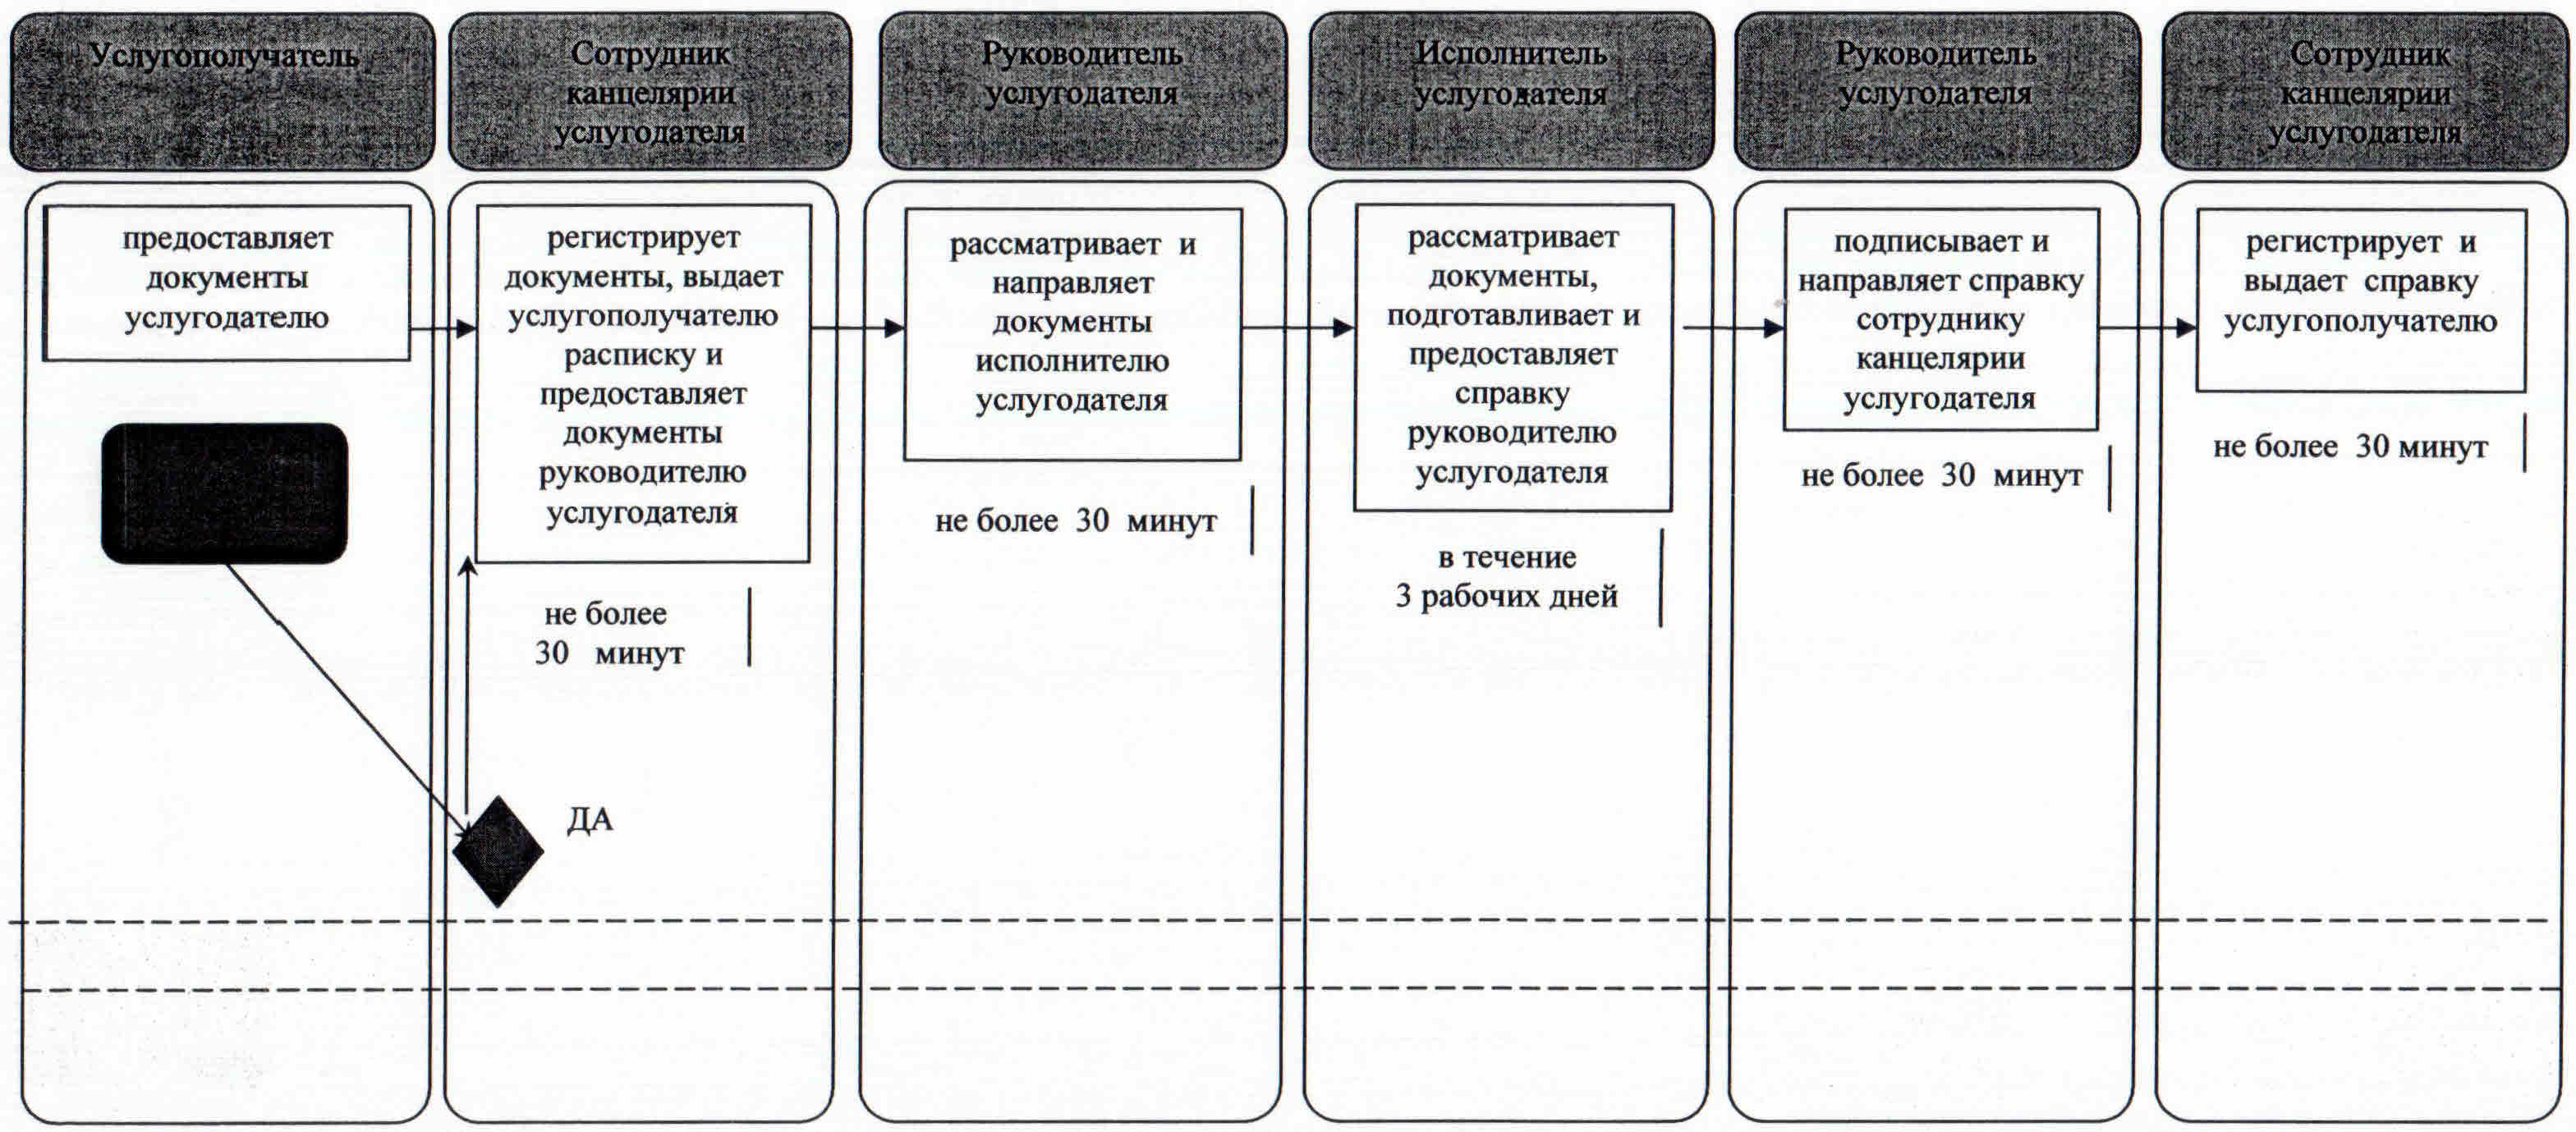 Услугополучатель
Сотрудник
канцелярии
услугодателя
Руководитель
услугодателя
Исполнитель
услугодателя
Руководитель
услугодателя
Сотрудник
канцелярии
услугодателя
предоставляет
документы
услугодателю
регистрирует
документы, выдает
услугополучателю
расписку и
предоставляет
документы
руководителю
услугодателя
не более
30 минут
ДА
рассматривает и
направляет
документы
исполнителю
услугодателя
не более 30 минут
рассматривает
документы,
подготавливает и
предоставляет
справку
руководителю
услугодателя
в течение
3 рабочих дней
подписывает и
направляет справку
сотруднику
канцелярии
услугодателя
не более 30 минут
регистрирует и
выдает справку
услугополучателю
не более 30 минут